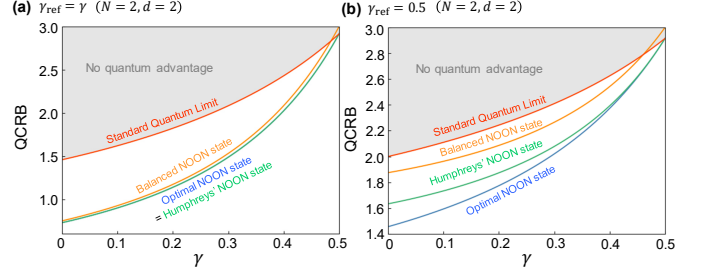 (a) γref = γ (N = 2, d = 2)
3.0
2.5
2.0
1.5
1.0
QCRB
No quantum advantage
Standard Quantum Limit
Balanced NOON state
Optimal NOON state
= Humphreys' NOON state
0 0.1 0.2 0.3 0.4 0.5
γ
(b) γref = 0.5 (N = 2, d = 2)
3.0
2.8
2.6
2.4
2.2
2.0
1.8
1.6
1.4
QCRB
No quantum advantage
Standard Quantum Limit
Balanced NOON state
Humphreys' NOON state
Optimal NOON state
0 0.1 0.2 0.3 0.4 0.5
γ